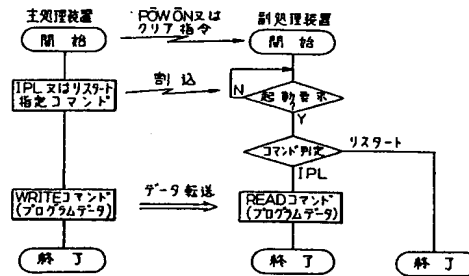 主処理装置
POWON又は
クリア指令
副処理装置
開始
開始
IPL又はリスタート
指定コマンド
割込
N
起動要求
?
Y
コマンド判定
リスタート
IPL
WRITEコマンド
(プログラムデータ)
データ転送
READコマンド
(プログラムデータ)
終了
終了
終了